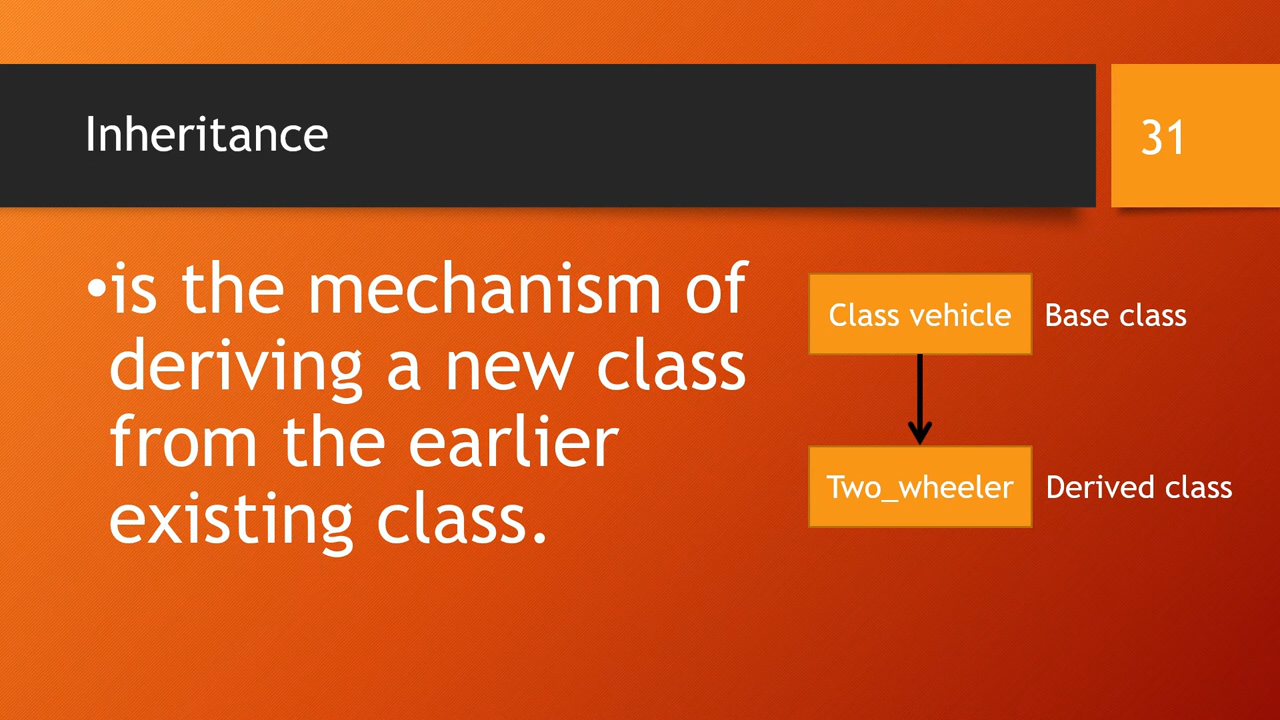 Inheritance
31
•is the mechanism of
deriving a new class
from the earlier
existing class.
Class vehicle
Base class
Two_wheeler
Derived class